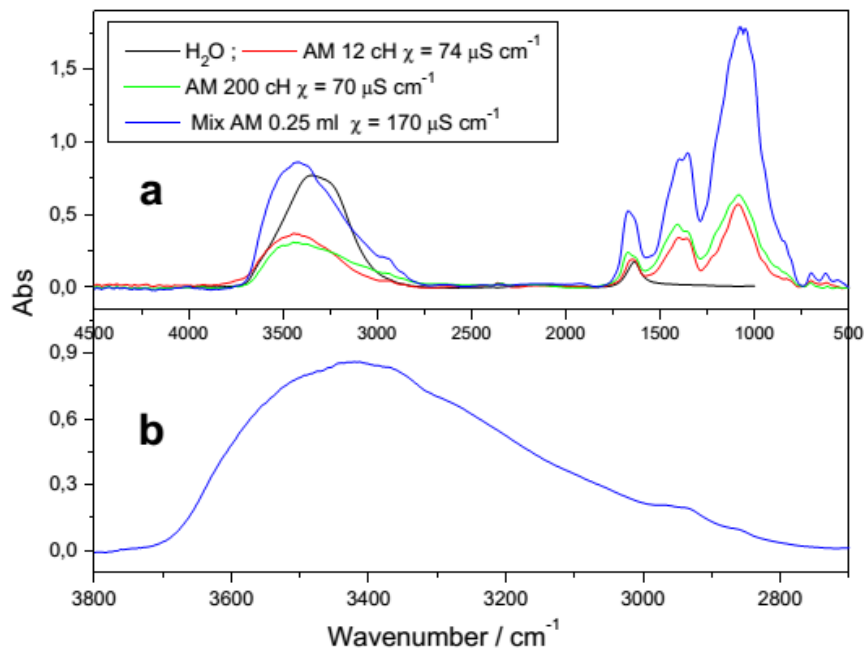 H₂O ; AM 12 cH χ = 74 μS cm⁻¹
AM 200 cH χ = 70 μS cm⁻¹
Mix AM 0.25 ml χ = 170 μS cm⁻¹
1,5
1,0
0,5
0,0
a
Abs
4500 4000 3500 3000 2500 2000 1500 1000 500
0,9
0,6
0,3
0,0
b
3800 3600 3400 3200 3000 2800
Wavenumber / cm⁻¹